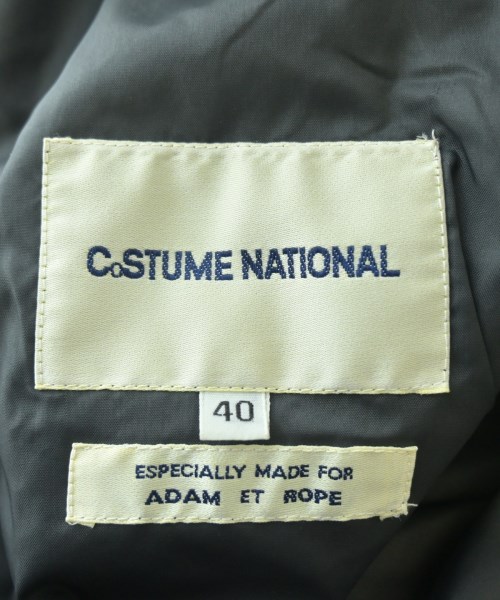 CoSTUME NATIONAL
40
ESPECIALLY MADE FOR
ADAM ET ROPE